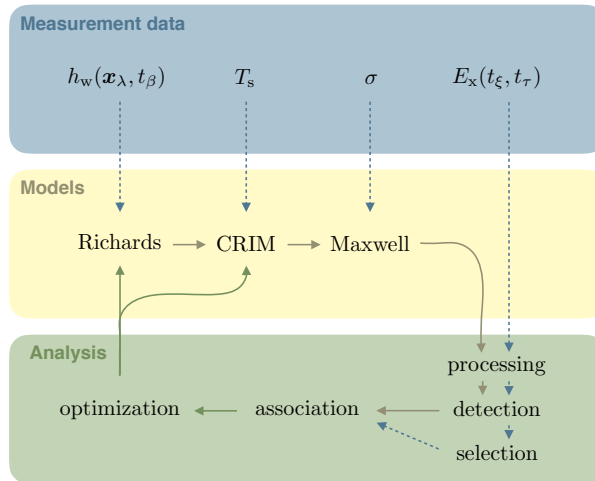 Measurement data
h_w(x_λ, t_β) T_s σ E_x(t_ξ, t_τ)
Models
Richards CRIM Maxwell
Analysis
processing
optimization association detection
selection